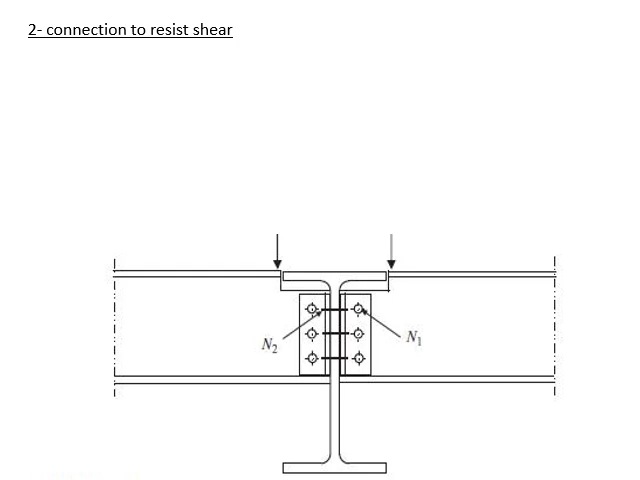 2- connection to resist shear
N₂
N₁